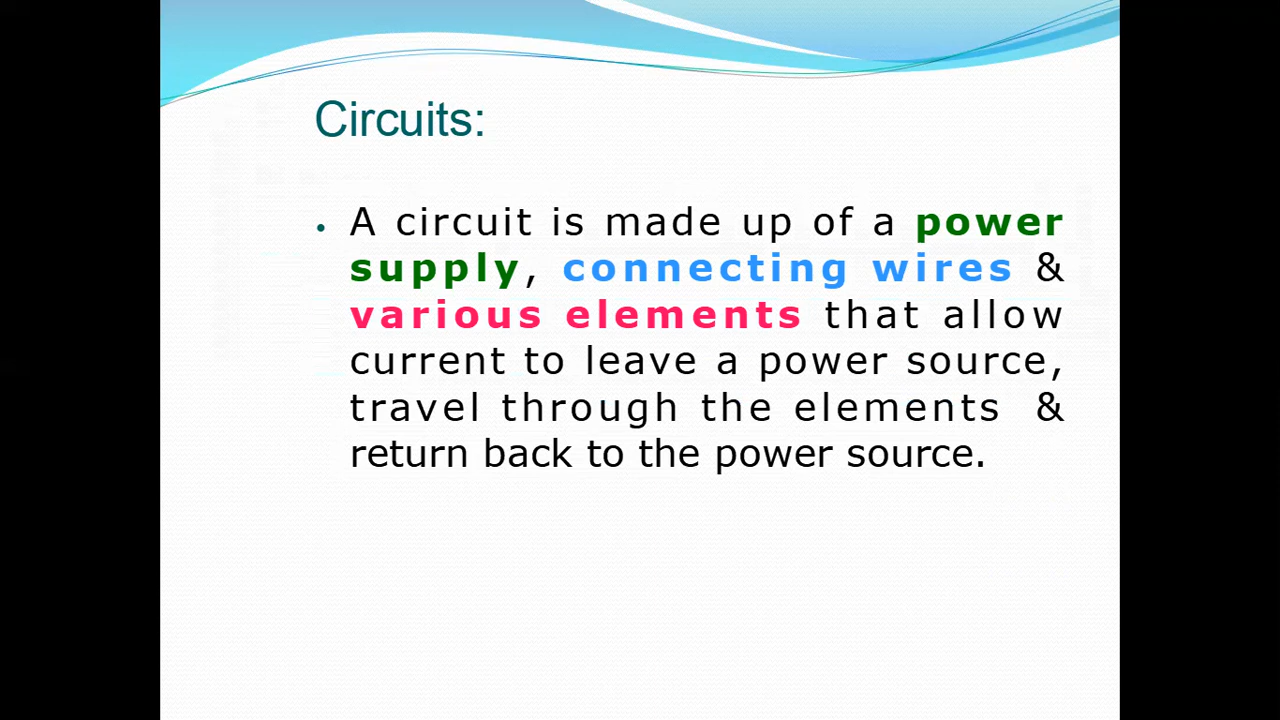 Circuits:
• A circuit is made up of a power
supply, connecting wires &
various elements that allow
current to leave a power source,
travel through the elements &
return back to the power source.